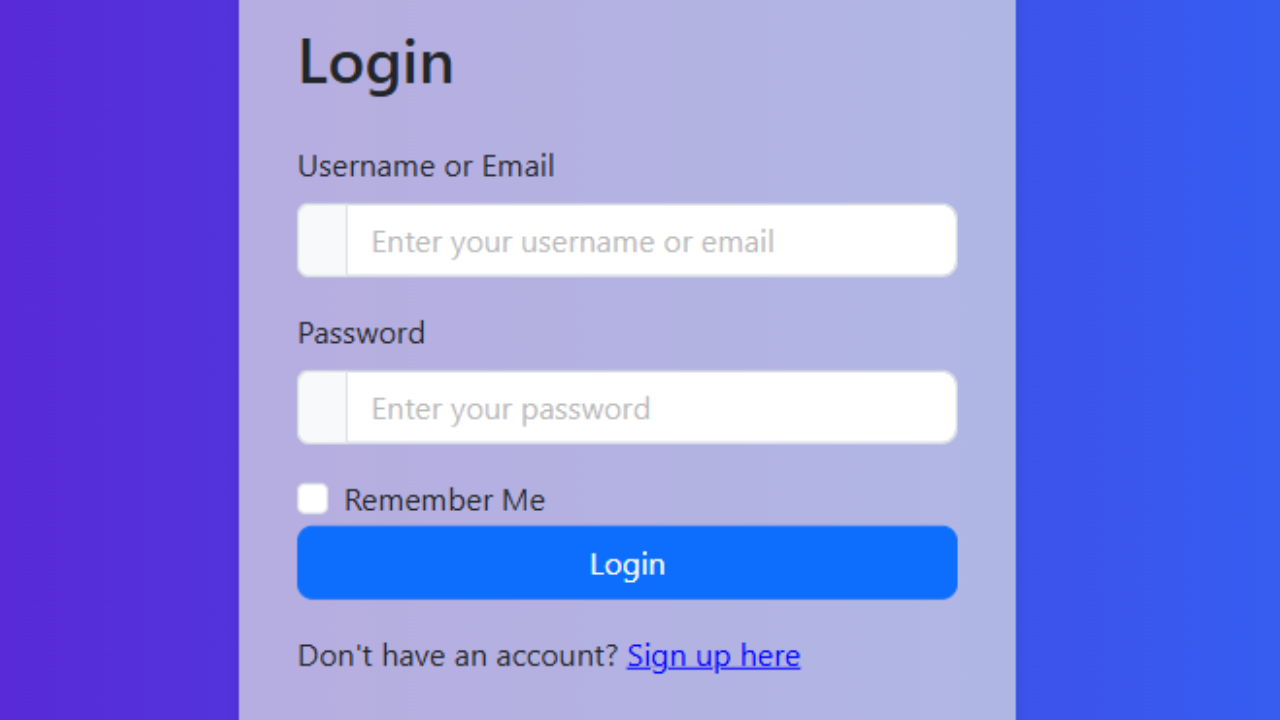 Login
Username or Email
Enter your username or email
Password
Enter your password
Remember Me
Login
Don't have an account? Sign up here